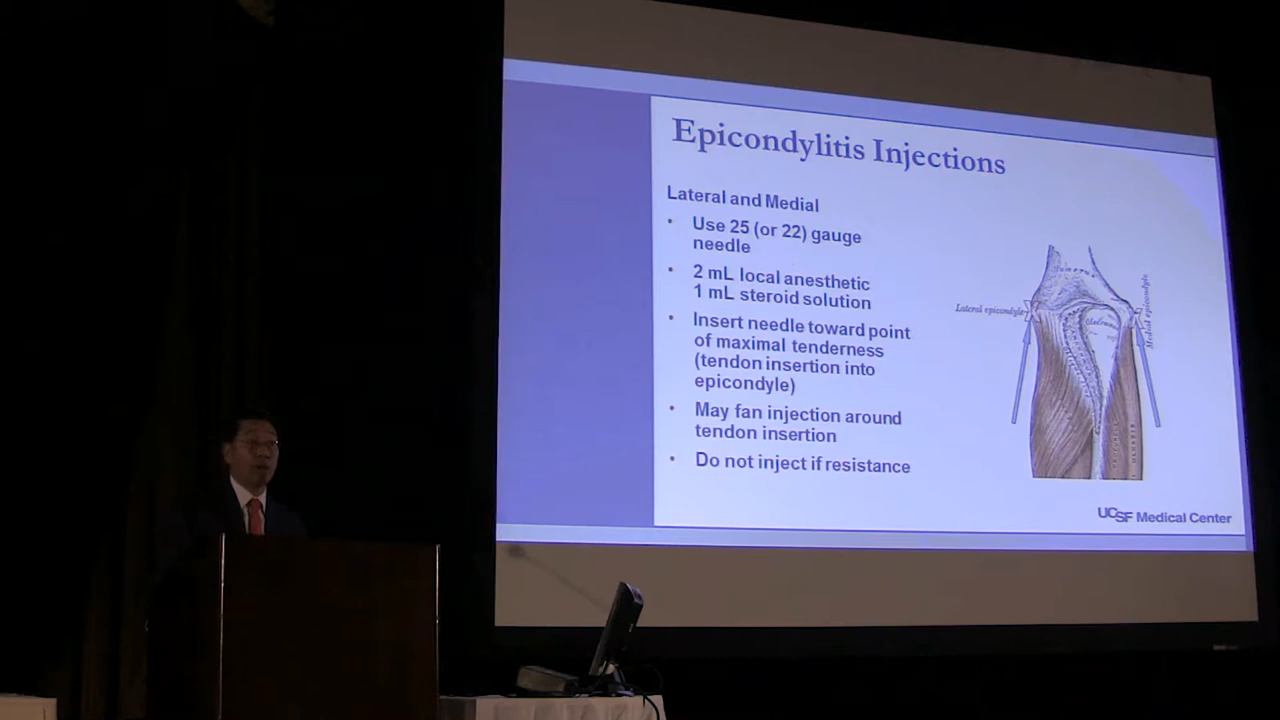 Epicondylitis Injections
Lateral and Medial
• Use 25 (or 22) gauge
needle
• 2 mL local anesthetic
1 mL steroid solution
• Insert needle toward point
of maximal tenderness
(tendon insertion into
epicondyle)
• May fan injection around
tendon insertion
• Do not inject if resistance
Lateral epicondyle
Medial epicondyle
UCSF Medical Center